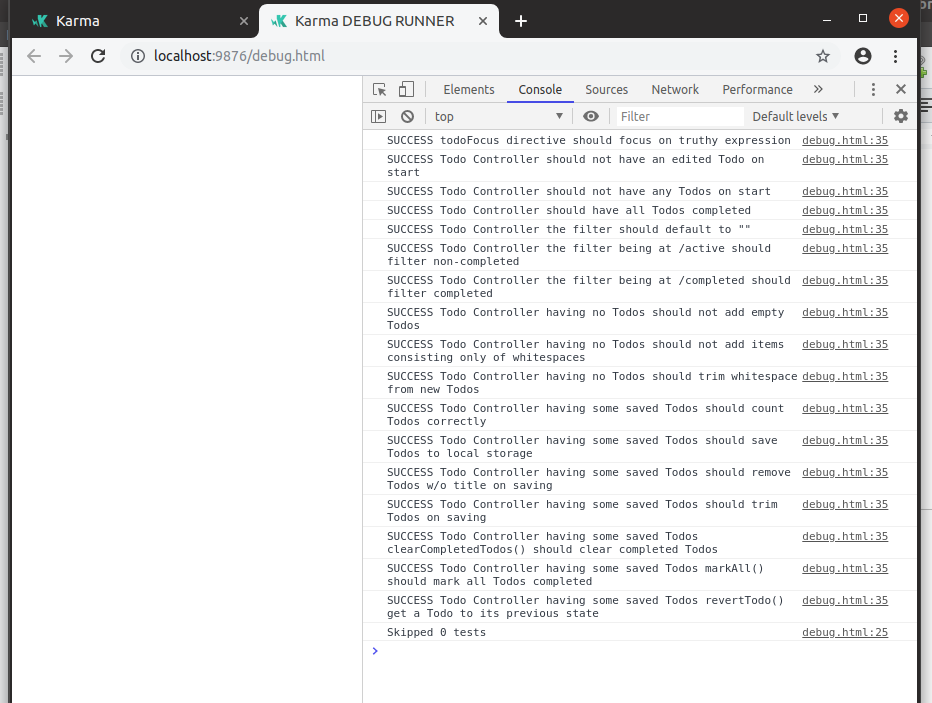 Karma
Karma DEBUG RUNNER
localhost:9876/debug.html
Elements Console Sources Network Performance »
top Filter Default levels
SUCCESS todoFocus directive should focus on truthy expression debug.html:35
SUCCESS Todo Controller should not have an edited Todo on debug.html:35
start
SUCCESS Todo Controller should not have any Todos on start debug.html:35
SUCCESS Todo Controller should have all Todos completed debug.html:35
SUCCESS Todo Controller the filter should default to "" debug.html:35
SUCCESS Todo Controller the filter being at /active should debug.html:35
filter non-completed
SUCCESS Todo Controller the filter being at /completed should debug.html:35
filter completed
SUCCESS Todo Controller having no Todos should not add empty debug.html:35
Todos
SUCCESS Todo Controller having no Todos should not add items debug.html:35
consisting only of whitespaces
SUCCESS Todo Controller having no Todos should trim whitespace debug.html:35
from new Todos
SUCCESS Todo Controller having some saved Todos should count debug.html:35
Todos correctly
SUCCESS Todo Controller having some saved Todos should save debug.html:35
Todos to local storage
SUCCESS Todo Controller having some saved Todos should remove debug.html:35
Todos w/o title on saving
SUCCESS Todo Controller having some saved Todos should trim debug.html:35
Todos on saving
SUCCESS Todo Controller having some saved Todos debug.html:35
clearCompletedTodos() should clear completed Todos
SUCCESS Todo Controller having some saved Todos markAll() debug.html:35
should mark all Todos completed
SUCCESS Todo Controller having some saved Todos revertTodo() debug.html:35
get a Todo to its previous state
Skipped 0 tests debug.html:25